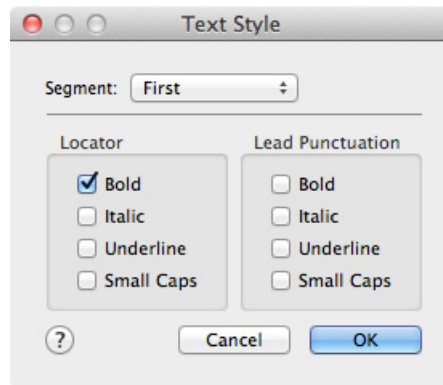 Text Style
Segment: First
Locator
Bold
Italic
Underline
Small Caps
Lead Punctuation
Bold
Italic
Underline
Small Caps
? Cancel OK